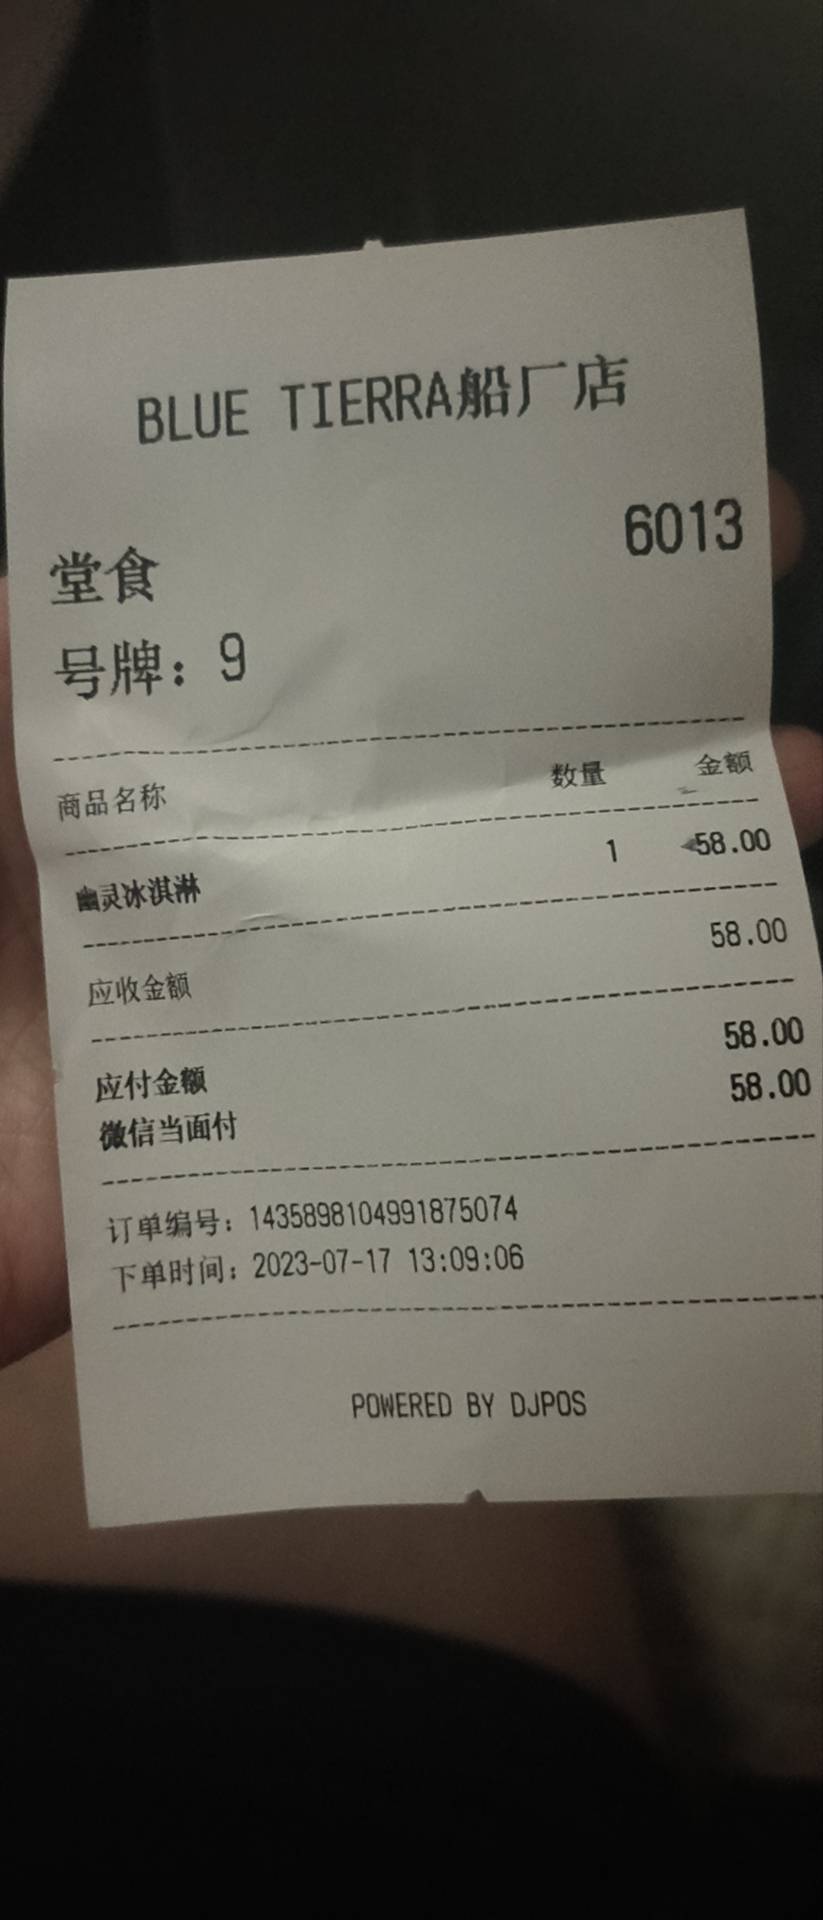 BLUE TIERRA船厂店
6013
堂食
号牌：9
商品名称 数量 金额
幽灵冰淇淋 1 58.00
应收金额 58.00
应付金额 58.00
微信当面付 58.00
订单编号：1435898104991875074
下单时间：2023-07-17 13:09:06
POWERED BY DJPOS